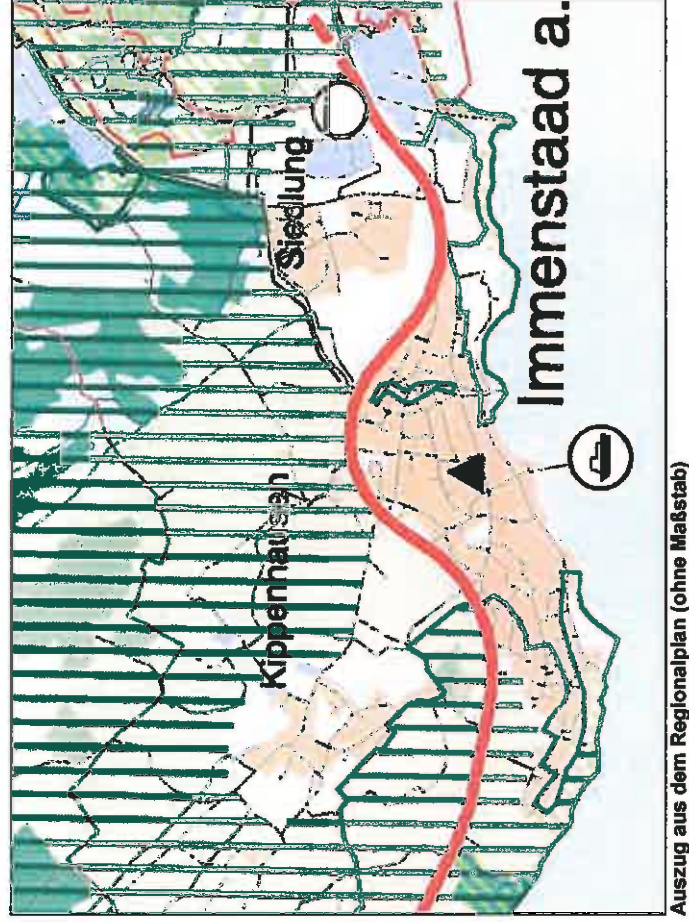 Siedlung
Kippenhausen
Immenstaad a.
Auszug aus dem Regionalplan (ohne Maßstab)